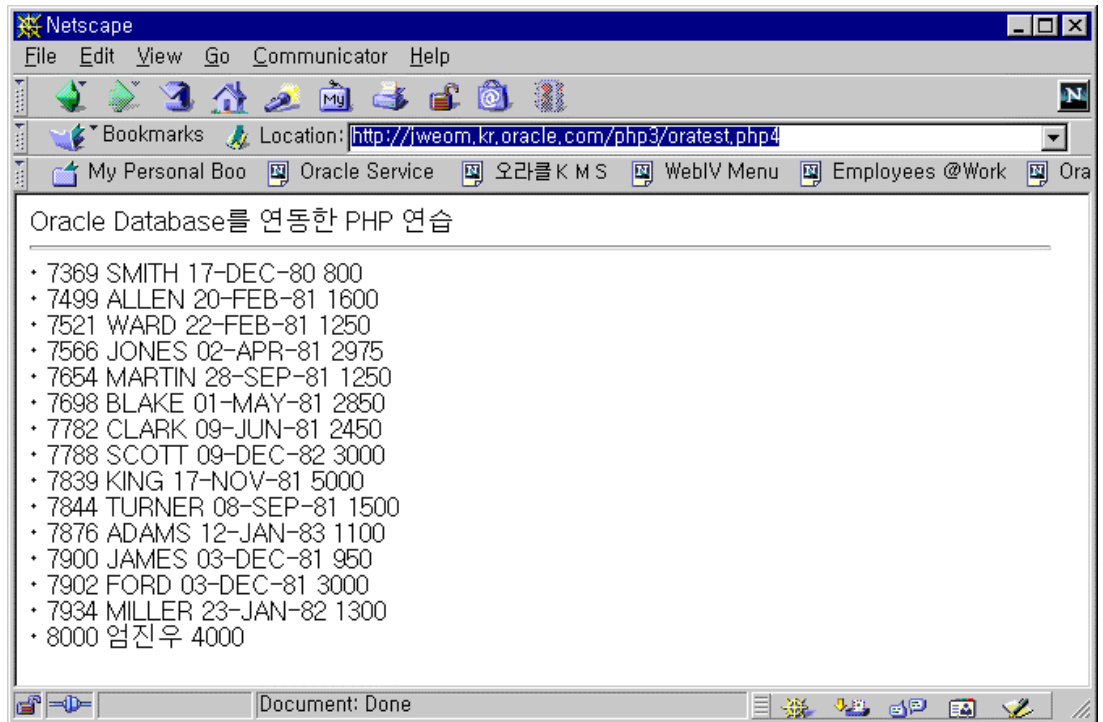 Netscape
File Edit View Go Communicator Help
My N
Bookmarks Location: http://jweom,kr,oracle,com/php3/oratest,php4
My Personal Boo Oracle Service 오라클K M S WebIV Menu Employees @Work Ora
Oracle Database를 연동한 PHP 연습
· 7369 SMITH 17-DEC-80 800
· 7499 ALLEN 20-FEB-81 1600
· 7521 WARD 22-FEB-81 1250
· 7566 JONES 02-APR-81 2975
· 7654 MARTIN 28-SEP-81 1250
· 7698 BLAKE 01-MAY-81 2850
· 7782 CLARK 09-JUN-81 2450
· 7788 SCOTT 09-DEC-82 3000
· 7839 KING 17-NOV-81 5000
· 7844 TURNER 08-SEP-81 1500
· 7876 ADAMS 12-JAN-83 1100
· 7900 JAMES 03-DEC-81 950
· 7902 FORD 03-DEC-81 3000
· 7934 MILLER 23-JAN-82 1300
· 8000 엄진우 4000
Document: Done